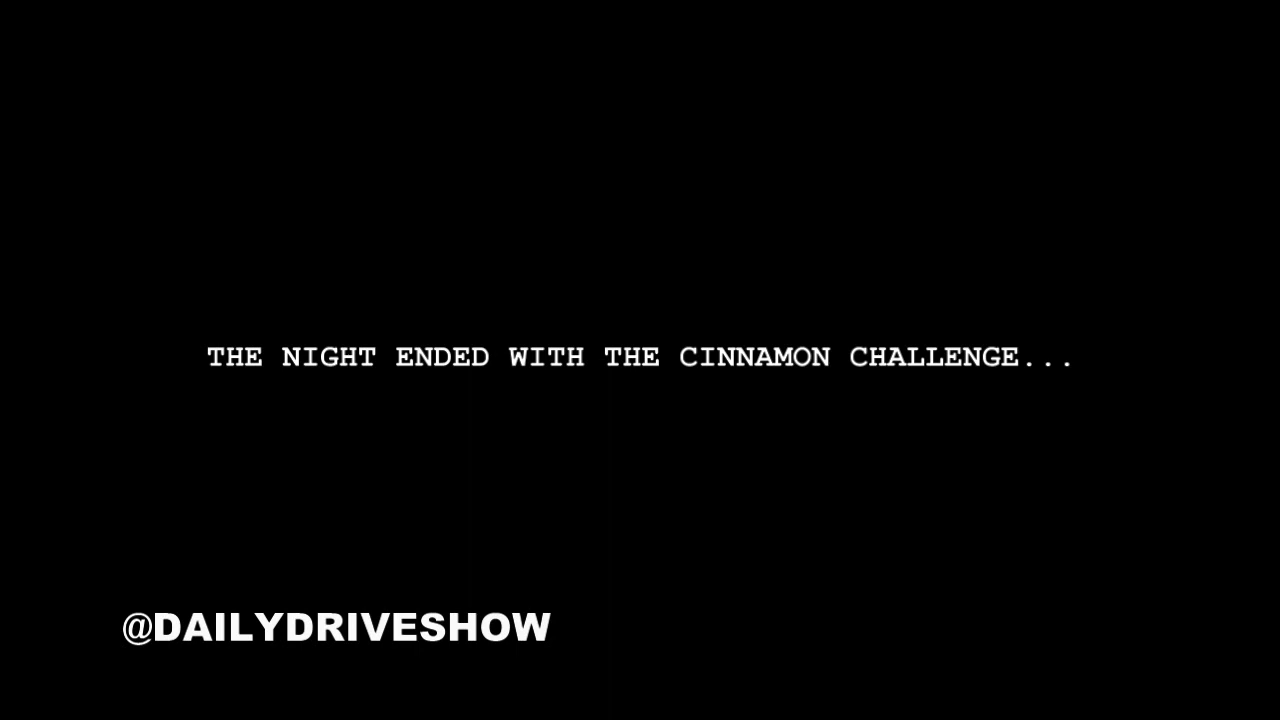 THE NIGHT ENDED WITH THE CINNAMON CHALLENGE...
@DAILYDRIVESHOW